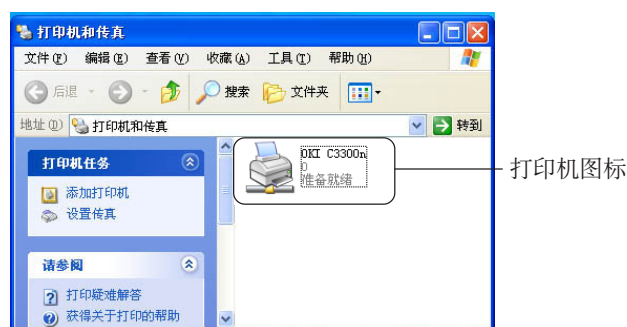 打印机和传真
文件(F) 编辑(E) 查看(V) 收藏(A) 工具(T) 帮助(H)
后退 搜索 文件夹
地址(D) 打印机和传真 转到
打印机任务
添加打印机
设置传真
请参阅
打印疑难解答
获得关于打印的帮助
OKI C3300n
0
准备就绪
打印机图标